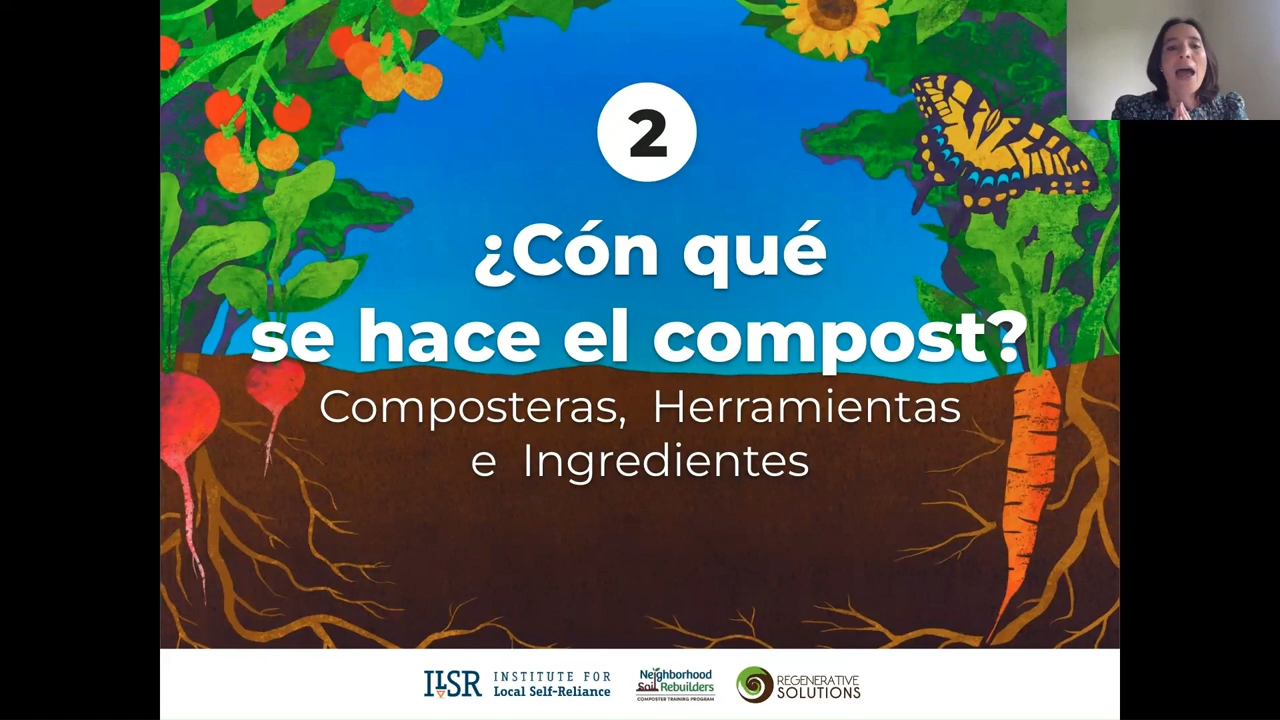 2
¿Cón qué
se hace el compost?
Composteras, Herramientas
e Ingredientes
ILSR INSTITUTE FOR
Local Self-Reliance
Neighborhood
Soil Rebuilders
COMPOSTER TRAINING PROGRAM
REGENERATIVE
SOLUTIONS